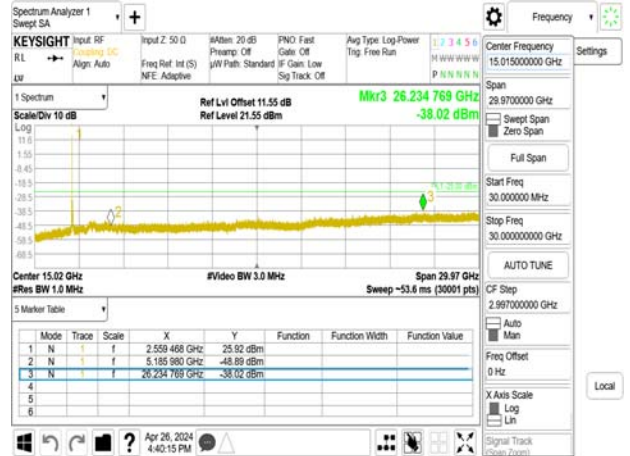 Spectrum Analyzer 1
Swept SA
+
Frequency
KEYSIGHT
RL
Input: RF
Coupling: DC
Align: Auto
Input Z: 50 Ω
Freq Ref: Int (S)
NFE: Adaptive
#Atten: 20 dB
Preamp: Off
µW Path: Standard
PNO: Fast
Gate: Off
IF Gain: Low
Sig Track: Off
Avg Type: Log-Power
Trig: Free Run
1 2 3 4 5 6
M W W W W W
P N N N N N
1 Spectrum
Scale/Div 10 dB
Ref Lvl Offset 11.55 dB
Ref Level 21.55 dBm
Mkr3 26.234 769 GHz
-38.02 dBm
Log
11.6
1.55
-8.45
-18.5
-28.5
-38.5
-48.5
-58.5
-68.5
1
2
3
Center 15.02 GHz
#Res BW 1.0 MHz
#Video BW 3.0 MHz
Span 29.97 GHz
Sweep ~53.6 ms (30001 pts)
5 Marker Table
Mode Trace Scale X Y Function Function Width Function Value
1 N 1 f 2.559 468 GHz 25.92 dBm
2 N 1 f 5.185 980 GHz -48.89 dBm
3 N 1 f 26.234 769 GHz -38.02 dBm
4
5
6
?
Apr 26, 2024
4:40:15 PM
Center Frequency
15.015000000 GHz
Settings
Span
29.9700000 GHz
Swept Span
Zero Span
Full Span
Start Freq
30.000000 MHz
Stop Freq
30.000000000 GHz
AUTO TUNE
CF Step
2.997000000 GHz
Auto
Man
Freq Offset
0 Hz
Local
X Axis Scale
Log
Lin
Signal Track
(Span Zoom)